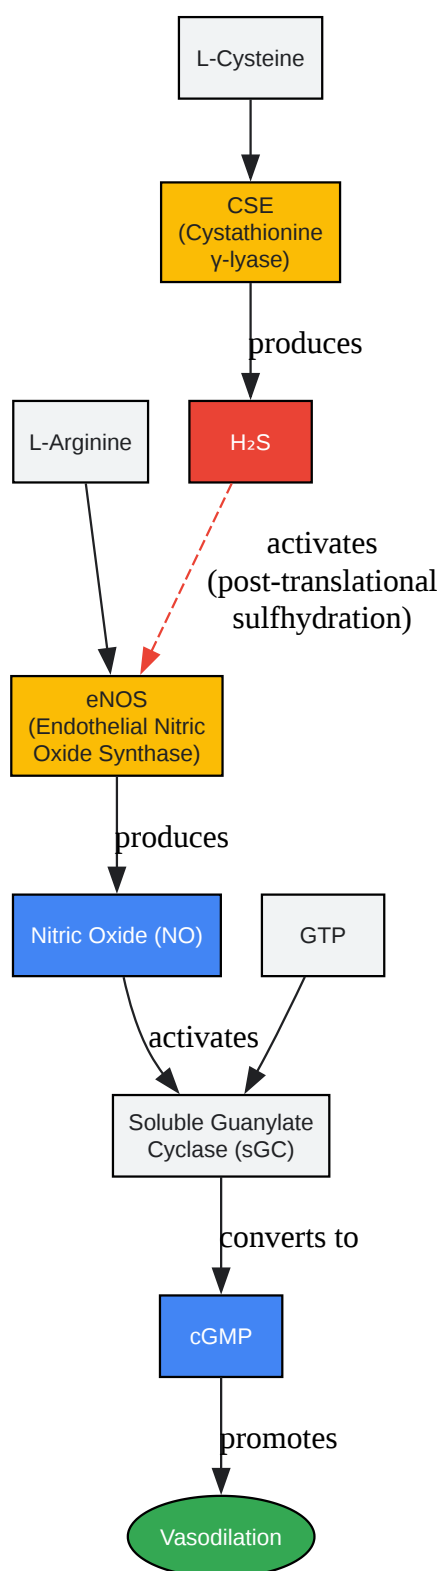 L-Cysteine
CSE
(Cystathionine
γ-lyase)
produces
L-Arginine
H₂S
activates
(post-translational
sulfhydration)
eNOS
(Endothelial Nitric
Oxide Synthase)
produces
Nitric Oxide (NO)
GTP
activates
Soluble Guanylate
Cyclase (sGC)
converts to
cGMP
promotes
Vasodilation